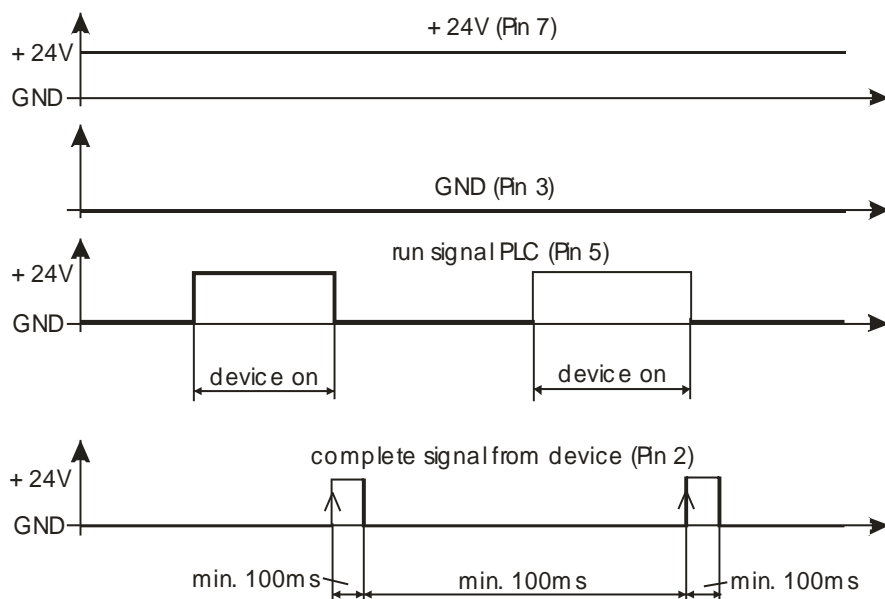 + 24V (Pin 7)
+ 24V
GND
GND (Pin 3)
run signal PLC (Pin 5)
+ 24V
GND
device on
device on
complete signal from device (Pin 2)
+ 24V
GND
min. 100ms
min. 100ms
min. 100ms